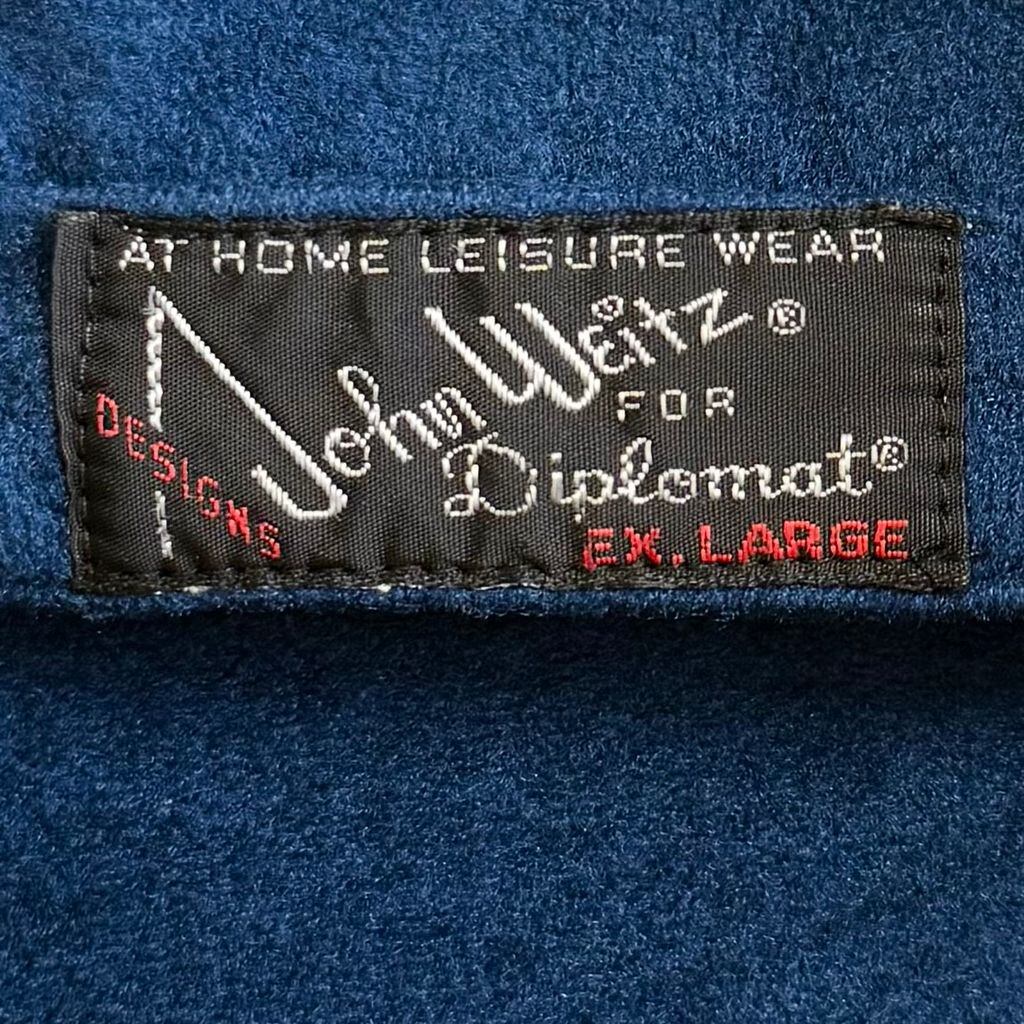 AT HOME LEISURE WEAR
John Weitz ®
DESIGNS
FOR
Diplomat®
EX. LARGE